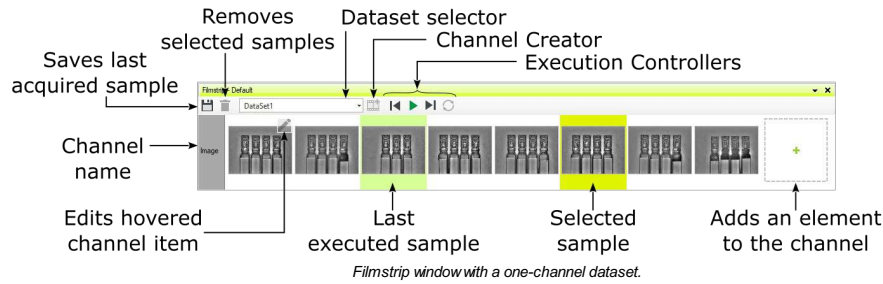 Removes
selected samples
Dataset selector
Channel Creator
Execution Controllers
Saves last
acquired sample
Filmstrip - Default
DataSet1
Channel
name
Image
Edits hovered
channel item
Last
executed sample
Selected
sample
Adds an element
to the channel
Filmstrip window with a one-channel dataset.